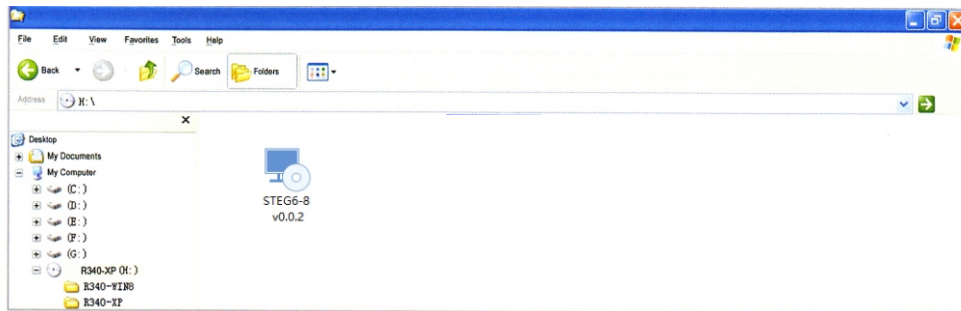 File Edit View Favorites Tools Help
Back Search Folders
Address H:\
Desktop
My Documents
My Computer
(C:)
(D:)
(E:)
(F:)
(G:)
R340-XP (H:)
R340-WIN8
R340-XP
STEG6-8
v0.0.2